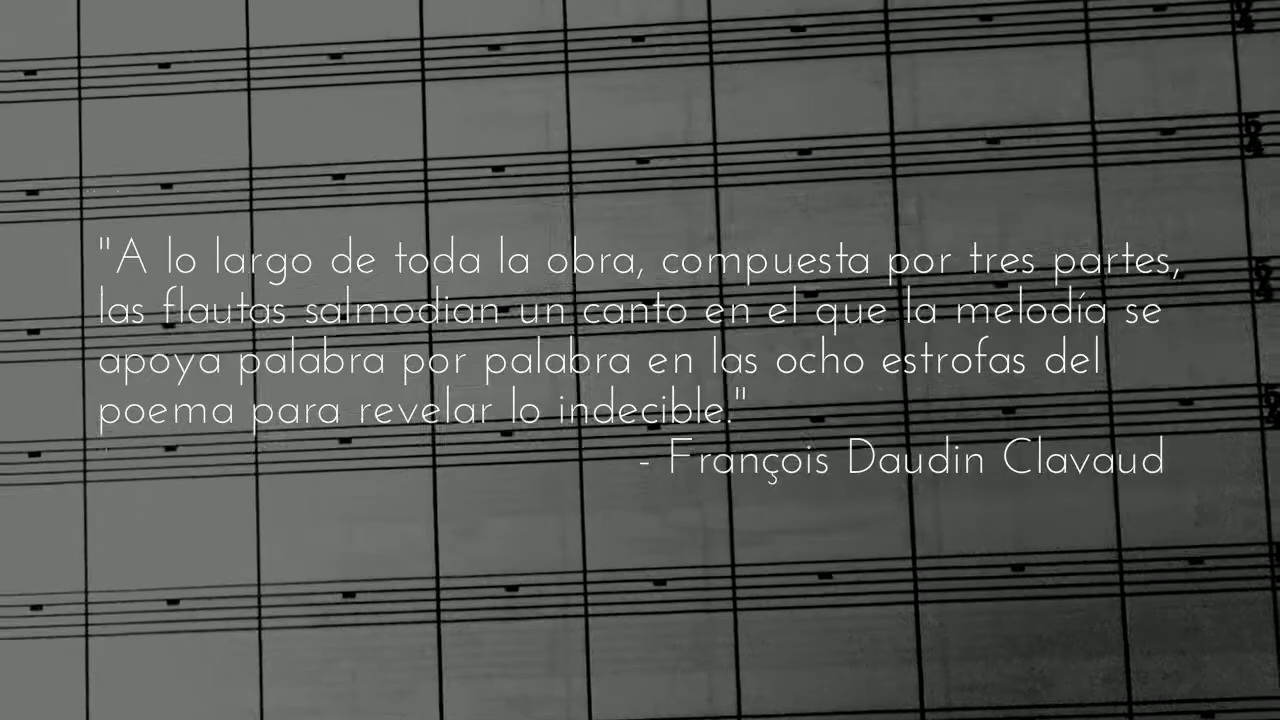 "A lo largo de toda la obra, compuesta por tres partes,
las flautas salmodian un canto en el que la melodía se
apoya palabra por palabra en las ocho estrofas del
poema para revelar lo indecible."
- François Daudin Clavaud